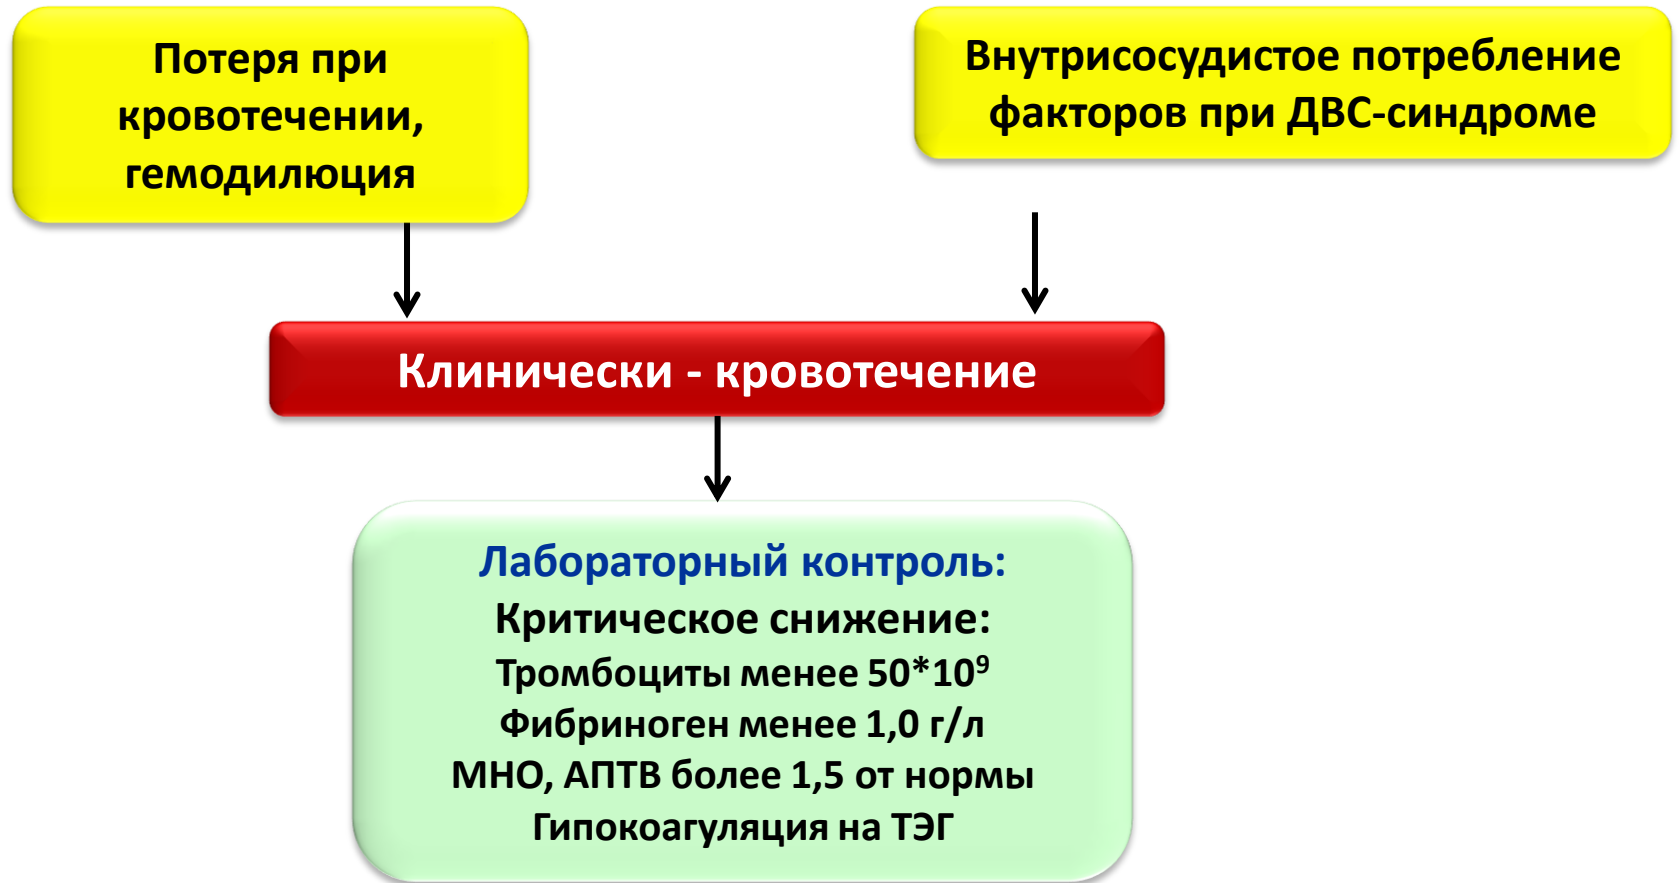 Потеря при
кровотечении,
гемодилюция
Внутрисосудистое потребление
факторов при ДВС-синдроме
Клинически - кровотечение
Лабораторный контроль:
Критическое снижение:
Тромбоциты менее 50*10⁹
Фибриноген менее 1,0 г/л
МНО, АПТВ более 1,5 от нормы
Гипокоагуляция на ТЭГ